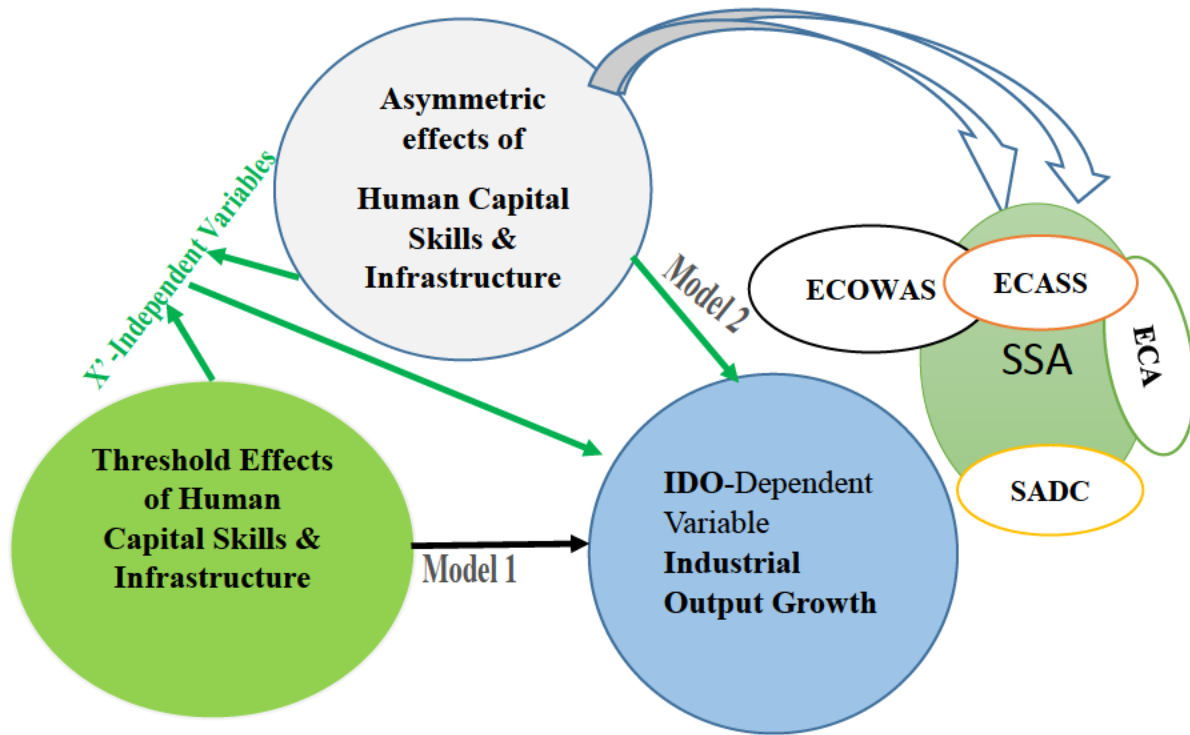 Asymmetric
effects of
Human Capital
Skills &
Infrastructure
X’-Independent Variables
Model 2
ECOWAS
ECASS
ECA
SSA
SADC
Threshold Effects
of Human
Capital Skills &
Infrastructure
Model 1
IDO-Dependent
Variable
Industrial
Output Growth